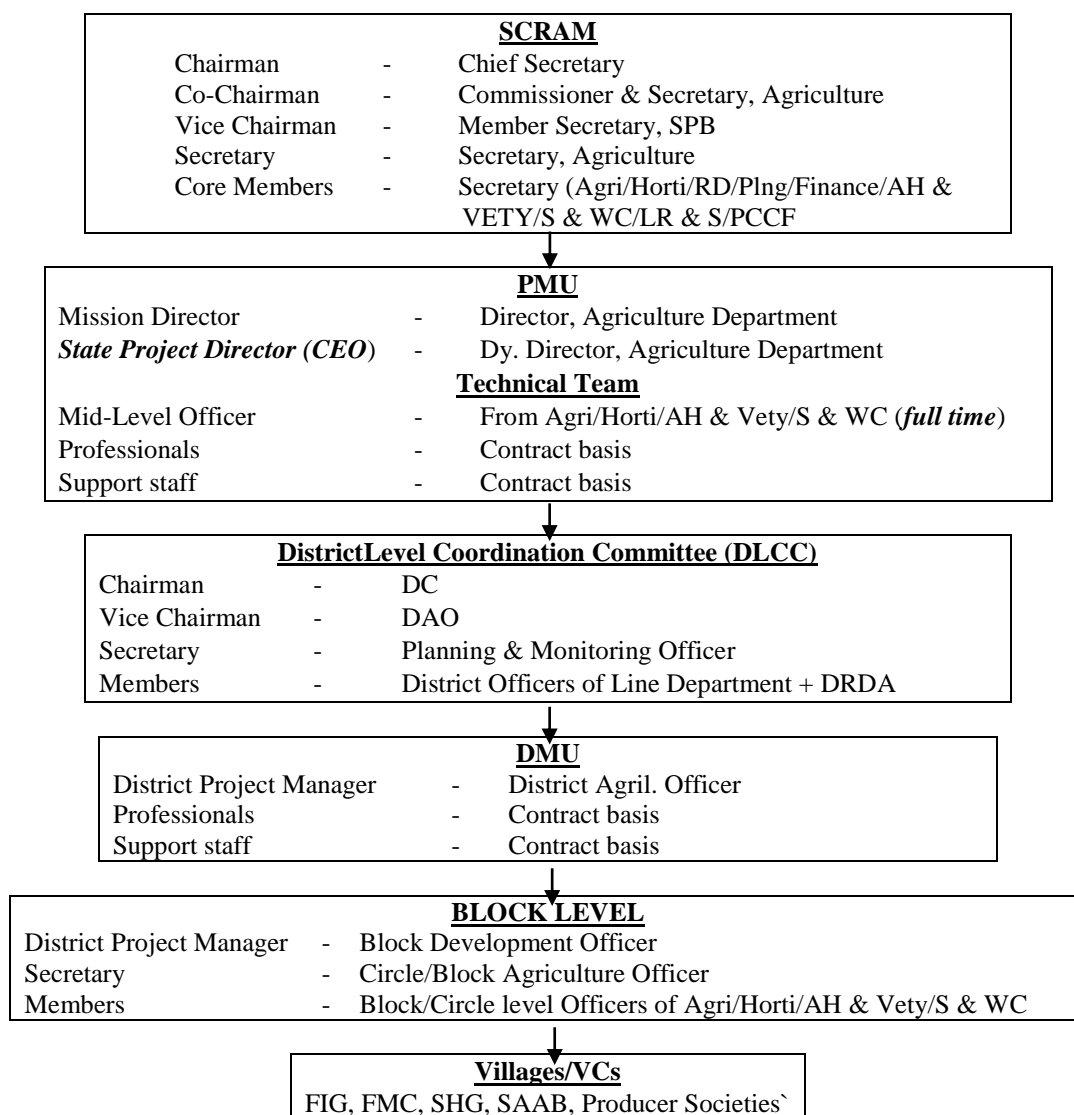 SCRAM
Chairman - Chief Secretary
Co-Chairman - Commissioner & Secretary, Agriculture
Vice Chairman - Member Secretary, SPB
Secretary - Secretary, Agriculture
Core Members - Secretary (Agri/Horti/RD/Plng/Finance/AH &
VETY/S & WC/LR & S/PCCF
PMU
Mission Director - Director, Agriculture Department
State Project Director (CEO) - Dy. Director, Agriculture Department
Technical Team
Mid-Level Officer - From Agri/Horti/AH & Vety/S & WC (full time)
Professionals - Contract basis
Support staff - Contract basis
DistrictLevel Coordination Committee (DLCC)
Chairman - DC
Vice Chairman - DAO
Secretary - Planning & Monitoring Officer
Members - District Officers of Line Department + DRDA
DMU
District Project Manager - District Agril. Officer
Professionals - Contract basis
Support staff - Contract basis
BLOCK LEVEL
District Project Manager - Block Development Officer
Secretary - Circle/Block Agriculture Officer
Members - Block/Circle level Officers of Agri/Horti/AH & Vety/S & WC
Villages/VCs
FIG, FMC, SHG, SAAB, Producer Societies`